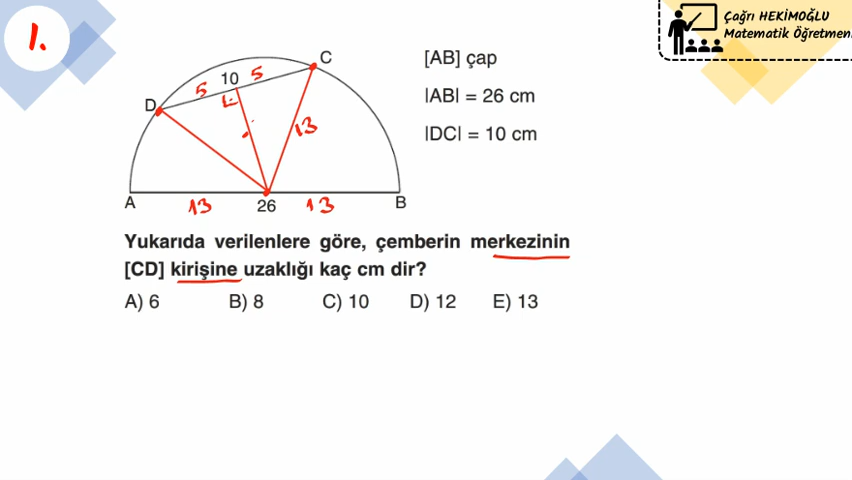 1.
Çağrı HEKİMOĞLU
Matematik Öğretmeni
C
[AB] çap
10
5
5
|AB| = 26 cm
D
13
|DC| = 10 cm
A
13
26
13
B
Yukarıda verilenlere göre, çemberin merkezinin
[CD] kirişine uzaklığı kaç cm dir?
A) 6 B) 8 C) 10 D) 12 E) 13